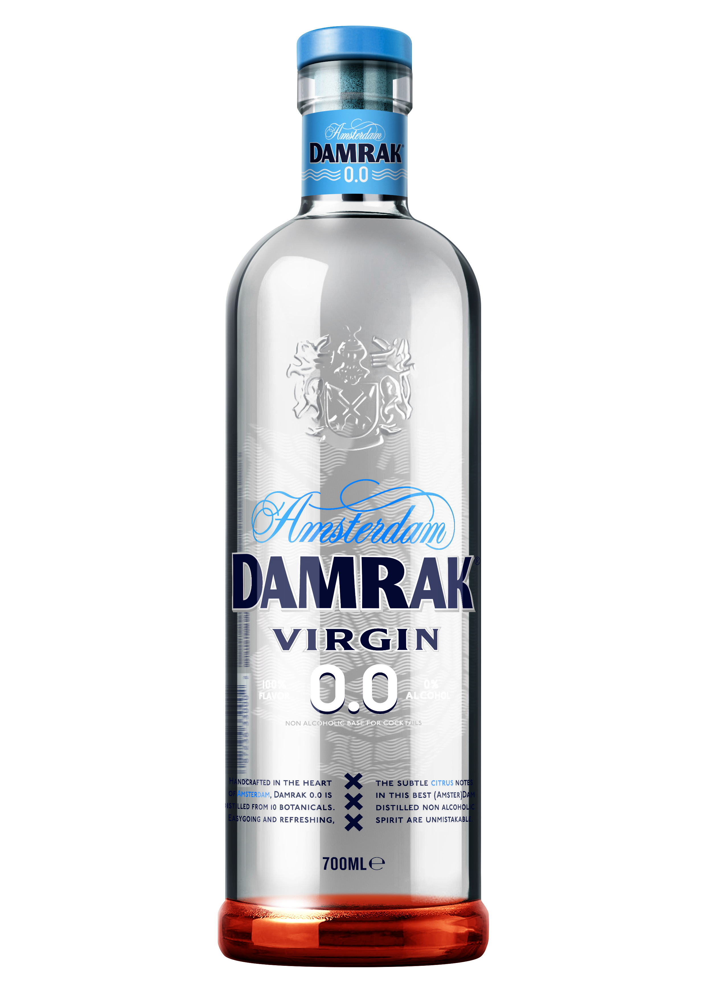 Amsterdam
DAMRAK
0.0
Amsterdam
DAMRAK®
VIRGIN
100% 0.0 0%
FLAVOR ALCOHOL
NON ALCOHOLIC BASE FOR COCKTAILS
HANDCRAFTED IN THE HEART
OF AMSTERDAM, DAMRAK 0.0 IS
DISTILLED FROM 10 BOTANICALS.
EASYGOING AND REFRESHING,
XXX
THE SUBTLE CITRUS NOTES
IN THIS BEST (AMSTER)DAM
DISTILLED NON ALCOHOLIC
SPIRIT ARE UNMISTAKABLE.
700ML℮